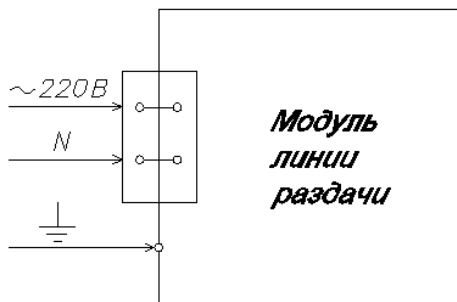 ~220В
N
Модуль
линии
раздачи